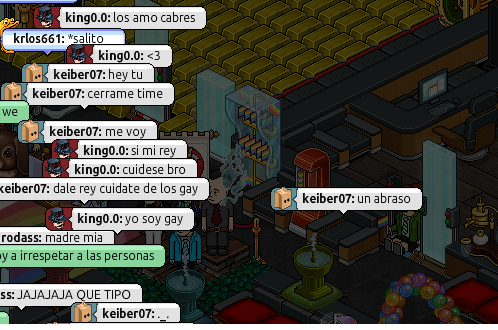 king0.0: los amo cabres
krlos661: *salito
king0.0: <3
keiber07: hey tu
keiber07: cerrame time
we
keiber07: me voy
king0.0: si mi rey
king0.0: cuidese bro
keiber07: dale rey cuidate de los gay
keiber07: un abraso
king0.0: yo soy gay
rodass: madre mia
oy a irrespetar a las personas
ss: JAJAJAJA QUE TIPO
keiber07: ._.